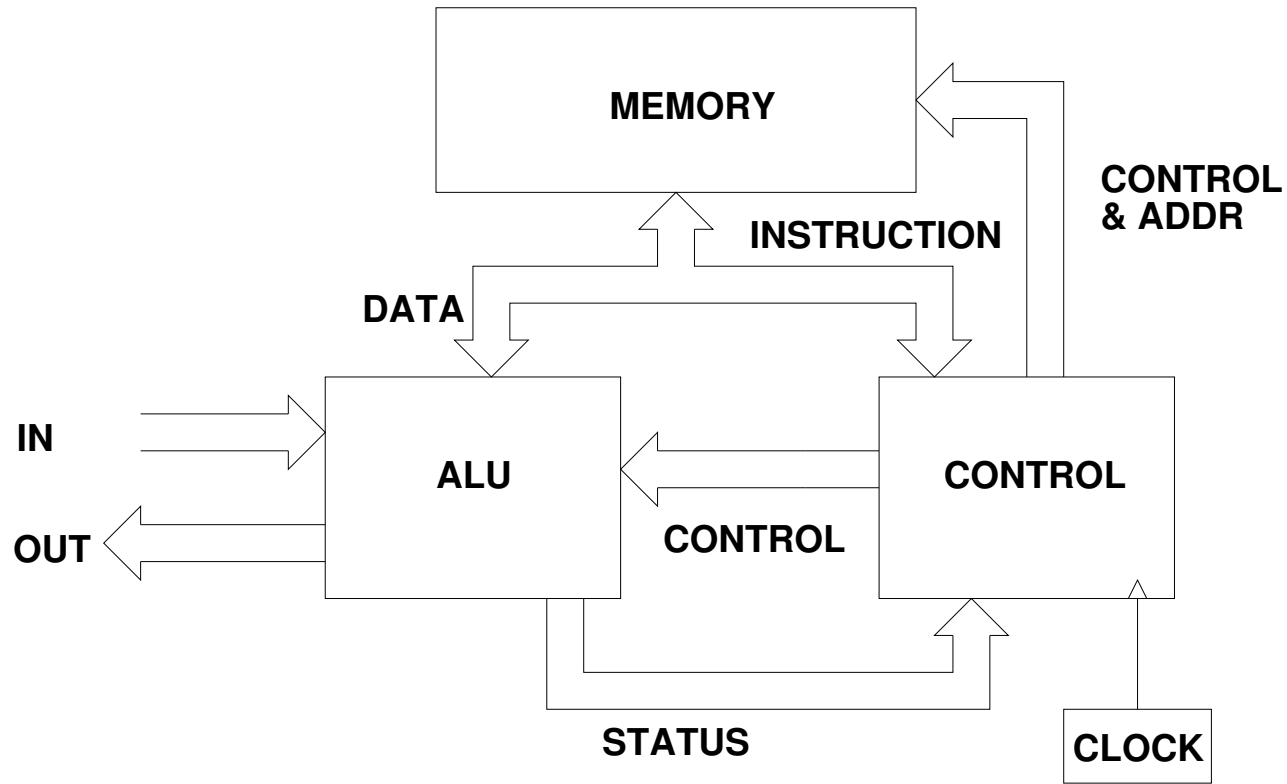 MEMORY
CONTROL
& ADDR
INSTRUCTION
DATA
IN
ALU
CONTROL
OUT
CONTROL
STATUS
CLOCK